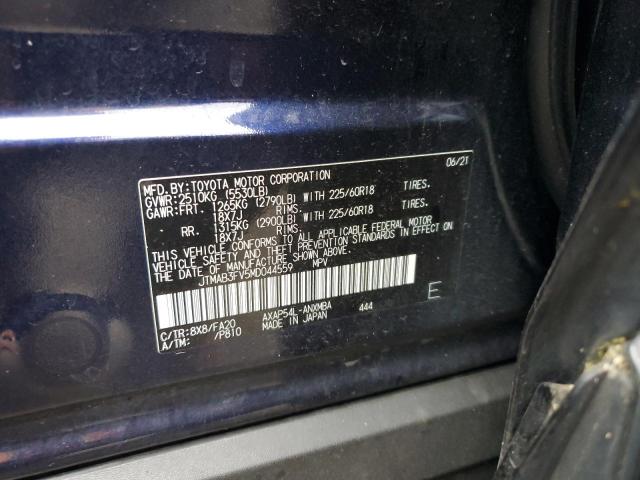 MFD.BY:TOYOTA MOTOR CORPORATION 06/21
GVWR:2510KG (5530LB)
GAWR:FRT. 1265KG (2790LB) WITH 225/60R18 TIRES.
18X7J RIMS.
RR. 1315KG (2900LB) WITH 225/60R18 TIRES.
18X7J RIMS.
THIS VEHICLE CONFORMS TO ALL APPLICABLE FEDERAL MOTOR
VEHICLE SAFETY AND THEFT PREVENTION STANDARDS IN EFFECT
ON THE DATE OF MANUFACTURE SHOWN ABOVE.
JTMAB3FY5MD044559 MPV
E
C/TR:8X8/FA20 AXAP54L-ANXMBA 444
A/TM: /P810 MADE IN JAPAN